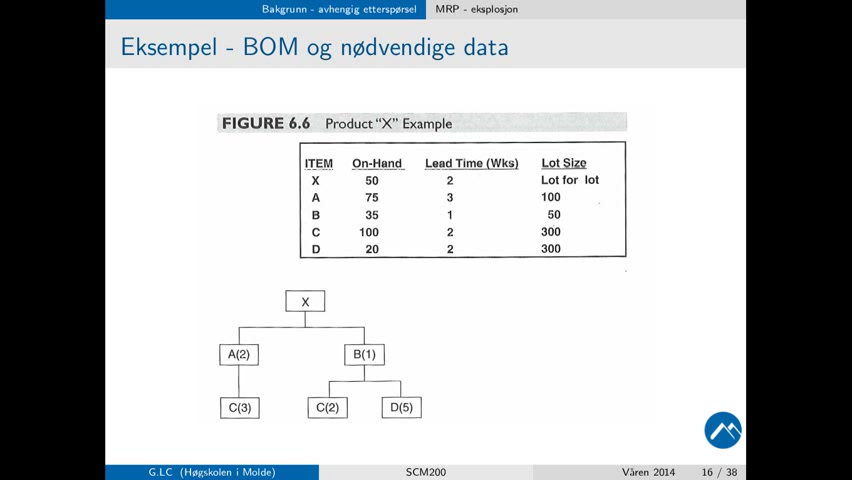 Bakgrunn - avhengig etterspørsel MRP - eksplosjon
Eksempel - BOM og nødvendige data
FIGURE 6.6 Product "X" Example
ITEM On-Hand Lead Time (Wks) Lot Size
X 50 2 Lot for lot
A 75 3 100
B 35 1 50
C 100 2 300
D 20 2 300
X
A(2) B(1)
C(3) C(2) D(5)
G.LC (Høgskolen i Molde) SCM200 Våren 2014 16 / 38